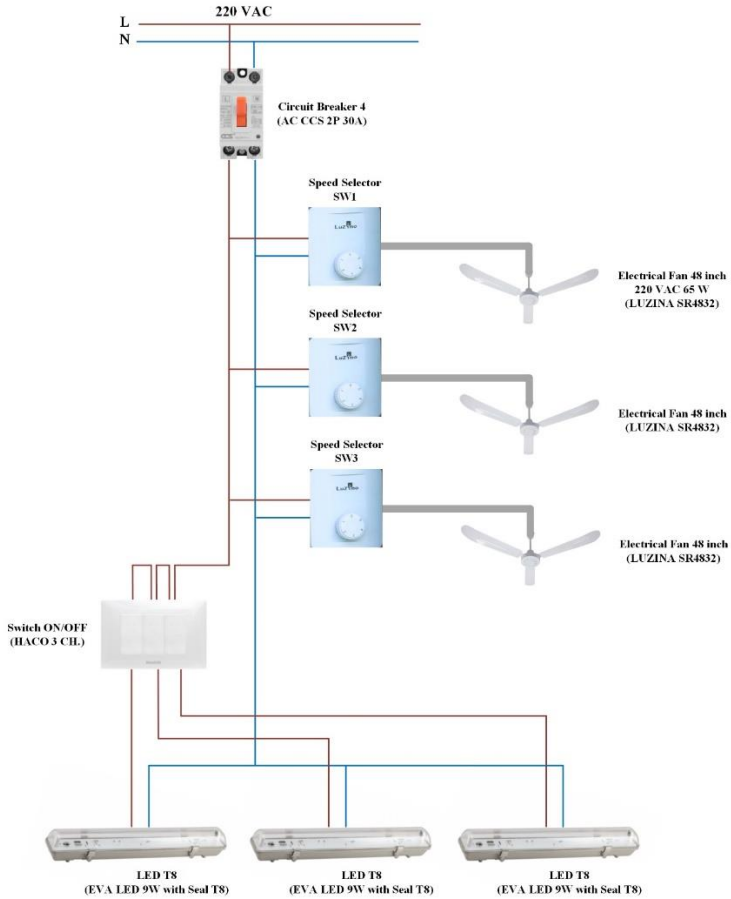 220 VAC
L
N
Circuit Breaker 4
(AC CCS 2P 30A)
Speed Selector
SW1
LuZine
Electrical Fan 48 inch
220 VAC 65 W
(LUZINA SR4832)
Speed Selector
SW2
Electrical Fan 48 inch
(LUZINA SR4832)
Speed Selector
SW3
Electrical Fan 48 inch
(LUZINA SR4832)
Switch ON/OFF
(HACO 3 CH.)
LED T8
(EVA LED 9W with Seal T8)
LED T8
(EVA LED 9W with Seal T8)
LED T8
(EVA LED 9W with Seal T8)